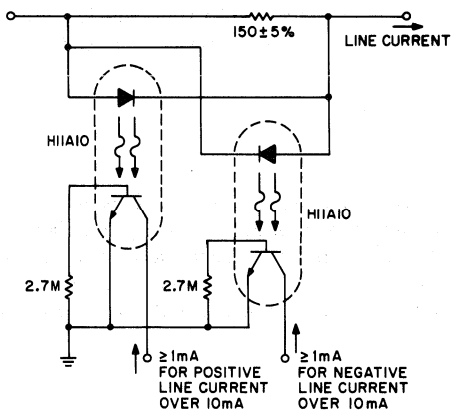 150±5%
LINE CURRENT
H11A10
H11A10
2.7M
2.7M
≥1mA
FOR POSITIVE
LINE CURRENT
OVER 10mA
≥1mA
FOR NEGATIVE
LINE CURRENT
OVER 10mA